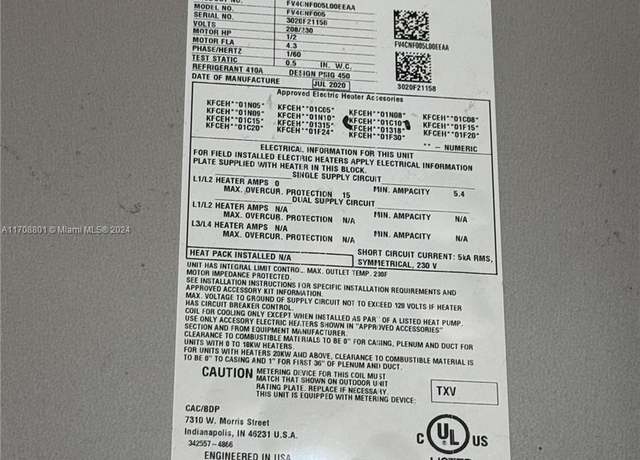 PRODUCT NO. FV4CNF005L00EEAA
MODEL NO. FV4CNF005
SERIAL NO. 3020F21158
VOLTS 208/230
MOTOR HP 1/2
MOTOR FLA 4.3
PHASE/HERTZ 1/60
TEST STATIC 0.5 IN. W.C.
REFRIGERANT 410A DESIGN PSIG 450
DATE OF MANUFACTURE JUL 2020
FV4CNF005L00EEAA
3020F21158
Approved Electric Heater Accesories
KFCEH**01N05* KFCEH**01C05* KFCEH**01N08* KFCEH**01C08*
KFCEH**01N09* KFCEH**01N10* KFCEH**01C10* KFCEH**01F15*
KFCEH**01C15* KFCEH**01315* KFCEH**01318* KFCEH**01F20*
KFCEH**01C20* KFCEH**01F24* KFCEH**01F30*
** - NUMERIC
ELECTRICAL INFORMATION FOR THIS UNIT
FOR FIELD INSTALLED ELECTRIC HEATERS APPLY ELECTRICAL INFORMATION
PLATE SUPPLIED WITH HEATER IN THIS BLOCK.
SINGLE SUPPLY CIRCUIT
L1/L2 HEATER AMPS 0 MIN. AMPACITY 5.4
MAX. OVERCUR. PROTECTION 15
DUAL SUPPLY CIRCUIT
L1/L2 HEATER AMPS N/A MIN. AMPACITY N/A
MAX. OVERCUR. PROTECTION N/A
L3/L4 HEATER AMPS N/A MIN. AMPACITY N/A
MAX. OVERCUR. PROTECTION N/A
HEAT PACK INSTALLED N/A
SHORT CIRCUIT CURRENT: 5kA RMS,
SYMMETRICAL, 230 V
UNIT HAS INTEGRAL LIMIT CONTROL. MAX. OUTLET TEMP. 200F
MOTOR IMPEDANCE PROTECTED.
SEE INSTALLATION INSTRUCTIONS FOR SPECIFIC INSTALLATION REQUIREMENTS AND
APPROVED ACCESSORY KIT INFORMATION.
MAX. VOLTAGE TO GROUND OF SUPPLY CIRCUIT NOT TO EXCEED 120 VOLTS IF HEATER
HAS CIRCUIT BREAKER CONTROL.
COIL FOR COOLING ONLY EXCEPT WHEN INSTALLED AS PART OF A LISTED HEAT PUMP.
USE ONLY ACCESSORY ELECTRIC HEATERS SHOWN IN "APPROVED ACCESSORIES"
SECTION AND FROM EQUIPMENT MANUFACTURER.
CLEARANCE TO COMBUSTIBLE MATERIALS TO BE 0" FOR CASING, PLENUM AND DUCT FOR
UNITS WITH 0 TO 18KW HEATERS.
FOR UNITS WITH HEATERS 20KW AND ABOVE, CLEARANCE TO COMBUSTIBLE MATERIAL IS
TO BE 0" TO CASING AND 1" FOR FIRST 36" OF PLENUM AND DUCT.
CAUTION METERING DEVICE FOR THIS COIL MUST
MATCH THAT SHOWN ON OUTDOOR UNIT
RATING PLATE. REPLACE IF NECESSARY.
THIS UNIT IS EQUIPPED WITH METERING DEVICE: TXV
CAC/BDP
7310 W. Morris Street
Indianapolis, IN 46231 U.S.A.
342557-4866
ENGINEERED IN USA
C UL US
LISTED
A11708801 © Miami MLS® 2024